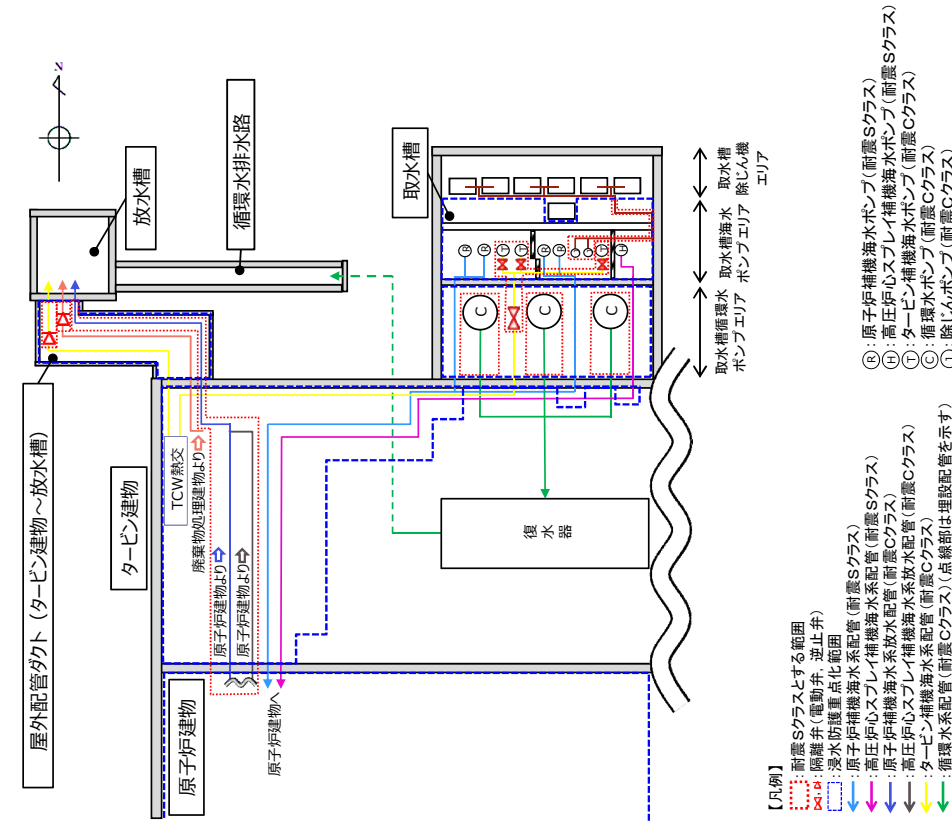 N
屋外配管ダクト（タービン建物～放水槽）
放水槽
循環水排水路
取水槽
取水槽
除じん機
エリア
取水槽海水
ポンプエリア
取水槽循環水
ポンプエリア
タービン建物
TCW熱交
廃棄物処理建物より
原子炉建物より
原子炉建物より
原子炉建物へ
原子炉建物
復水器
R
R
T
T
R
R
T
H
C
C
C
【凡例】
：耐震Sクラスとする範囲
：隔離弁（電動弁，逆止弁）
：浸水防護重点化範囲
：原子炉補機海水系配管（耐震Sクラス）
：高圧炉心スプレイ補機海水系配管（耐震Sクラス）
：原子炉補機海水系放水配管（耐震Cクラス）
：高圧炉心スプレイ補機海水系放水配管（耐震Cクラス）
：タービン補機海水系配管（耐震Cクラス）
：循環水系配管（耐震Cクラス）（点線部は埋設配管を示す）
Ⓡ：原子炉補機海水ポンプ（耐震Sクラス）
Ⓗ：高圧炉心スプレイ補機海水ポンプ（耐震Sクラス）
Ⓣ：タービン補機海水ポンプ（耐震Cクラス）
Ⓒ：循環水ポンプ（耐震Cクラス）
：除じんポンプ（耐震Cクラス）